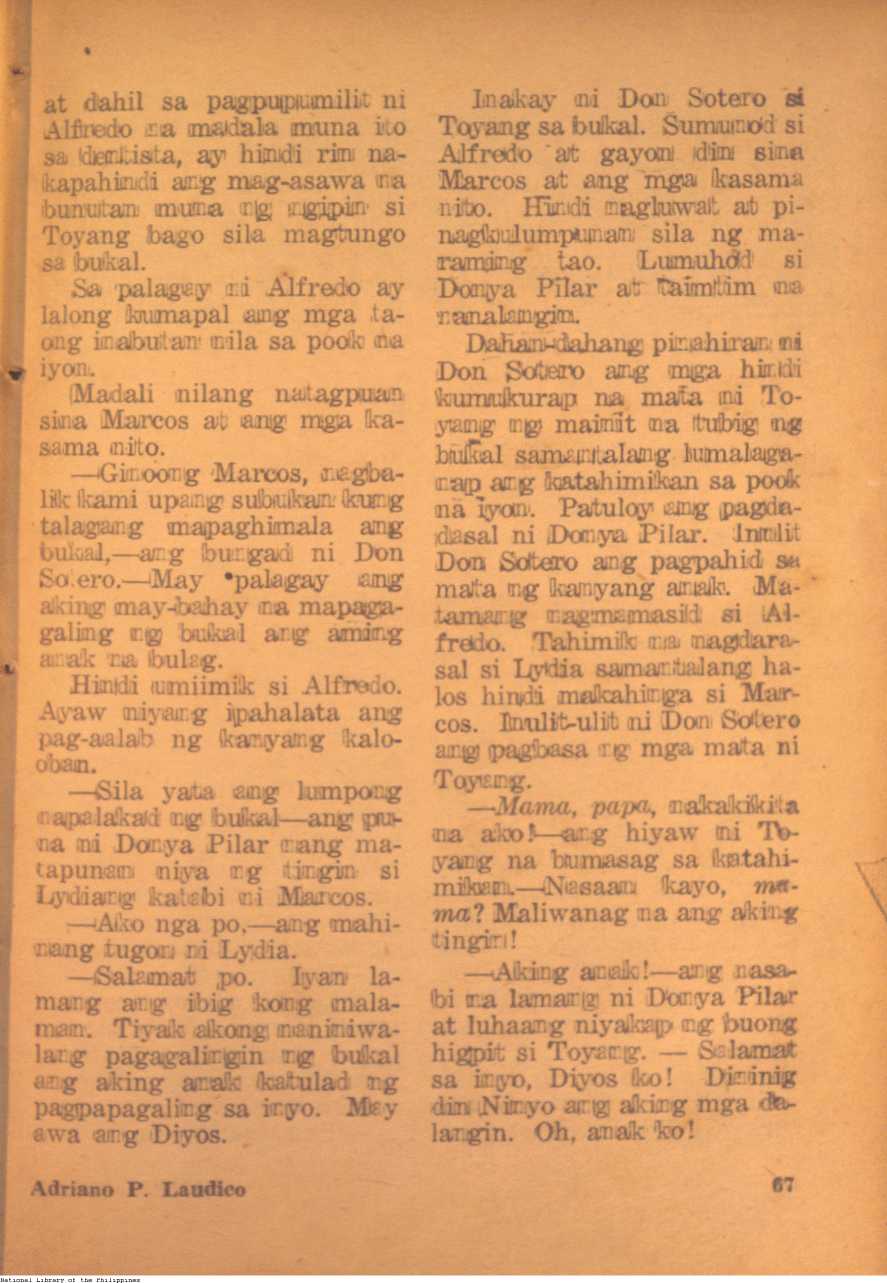 at dahil sa pagpupumilit ni
Alfredo na madala muna ito
sa dentista, ay hindi rin na-
kapahindi ang mag-asawa na
bunutan muna ng ngipin si
Toyang bago sila magtungo
sa bukal.
Sa palagay ni Alfredo ay
lalong kumapal ang mga ta-
ong inabutan nila sa pook na
iyon.
Madali nilang natagpuan
sina Marcos at ang mga ka-
sama nito.
—Ginoong Marcos, nagba-
lik kami upang subukan kung
talagang mapaghimala ang
bukal,—ang bungad ni Don
Sotero.—May palagay ang
aking may-bahay na mapaga-
galing ng bukal ang aming
anak na bulag.
Hindi umiimik si Alfredo.
Ayaw niyang ipahalata ang
pag-aalab ng kanyang kalo-
oban.
—Sila yata ang lumpong
napalakad ng bukal—ang pu-
na ni Donya Pilar nang ma-
tapunan niya ng tingin si
Lydiang katabi ni Marcos.
—Ako nga po,—ang mahi-
nang tugon ni Lydia.
—Salamat po. Iyan la-
mang ang ibig kong mala-
man. Tiyak akong naniniwa-
lang pagagalingin ng bukal
ang aking anak katulad ng
pagpapagaling sa inyo. May
awa ang Diyos.
Inakay ni Don Sotero si
Toyang sa bukal. Sumunod si
Alfredo at gayon din sina
Marcos at ang mga kasama
nito. Hindi nagluwat at pi-
nagkulumpunan sila ng ma-
raming tao. Lumuhod si
Donya Pilar at taimtim na
nanalangin.
Dahan-dahang pinahiran ni
Don Sotero ang mga hindi
kumukurap na mata ni To-
yang ng mainit na tubig ng
bukal samantalang lumalaga-
nap ang katahimikan sa pook
na iyon. Patuloy ang pagda-
dasal ni Donya Pilar. Inulit
Don Sotero ang pagpahid sa
mata ng kanyang anak. Ma-
tamang nagmamasid si Al-
fredo. Tahimik na nagdara-
sal si Lydia samantalang ha-
los hindi makahinga si Mar-
cos. Inulit-ulit ni Don Sotero
ang pagbasa ng mga mata ni
Toyang.
—Mama, papa, nakakikita
na ako!—ang hiyaw ni To-
yang na bumasag sa katahi-
mikan.—Nasaan kayo, ma-
ma? Maliwanag na ang aking
tingin!
—Aking anak!—ang nasa-
bi na lamang ni Donya Pilar
at luhaang niyakap ng buong
higpit si Toyang. — Salamat
sa inyo, Diyos ko! Dininig
din Ninyo ang aking mga da-
langin. Oh, anak ko!
Adriano P. Laudico
67
National Library of the Philippines